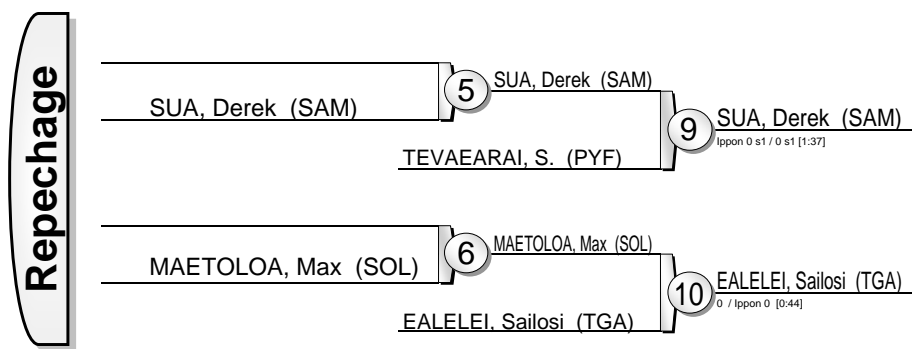 Repechage
SUA, Derek (SAM)
5
SUA, Derek (SAM)
TEVAEARAI, S. (PYF)
9
SUA, Derek (SAM)
Ippon 0 s1 / 0 s1 [1:37]
MAETOLOA, Max (SOL)
6
MAETOLOA, Max (SOL)
EALELEI, Sailosi (TGA)
10
EALELEI, Sailosi (TGA)
0 / Ippon 0 [0:44]